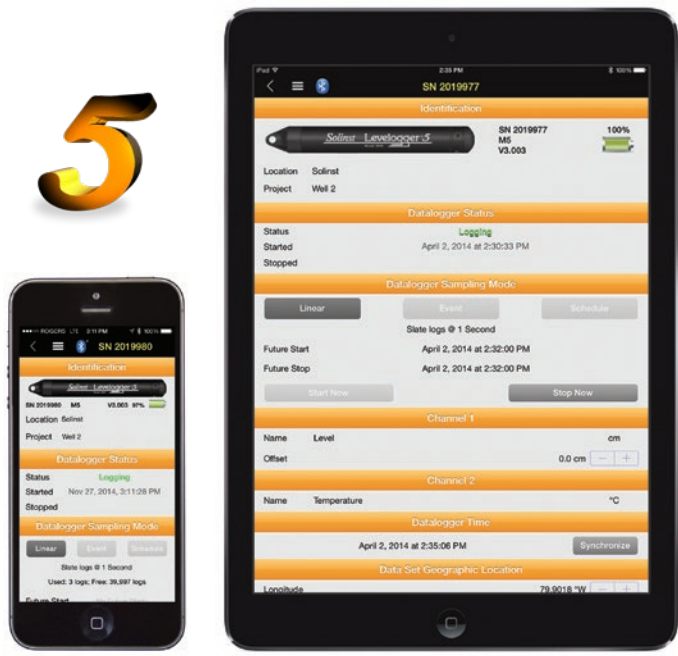 5
iPad 2:35 PM 100%
SN 2019977
Identification
Solinst Levelogger 5
SN 2019977 100%
M5
V3.003
Location Solinst
Project Well 2
Datalogger Status
Status Logging
Started April 2, 2014 at 2:30:33 PM
Stopped
Datalogger Sampling Mode
Linear Event Schedule
Slate logs @ 1 Second
Future Start April 2, 2014 at 2:32:00 PM
Future Stop April 2, 2014 at 2:32:00 PM
Start Now Stop Now
Channel 1
Name Level cm
Offset 0.0 cm - +
Channel 2
Name Temperature °C
Datalogger Time
April 2, 2014 at 2:35:06 PM Synchronize
Data Set Geographic Location
Longitude 79.9018 °W - +
ROGERS LTE 2:11 PM 100%
SN 2019980
Identification
Solinst Levelogger 5
SN 2019980 M5 V3.003 97%
Location Solinst
Project Well 2
Datalogger Status
Status Logging
Started Nov 27, 2014, 3:11:28 PM
Stopped
Datalogger Sampling Mode
Linear Event Schedule
Slate logs @ 1 Second
Used: 3 logs; Free: 39,997 logs
Future Start